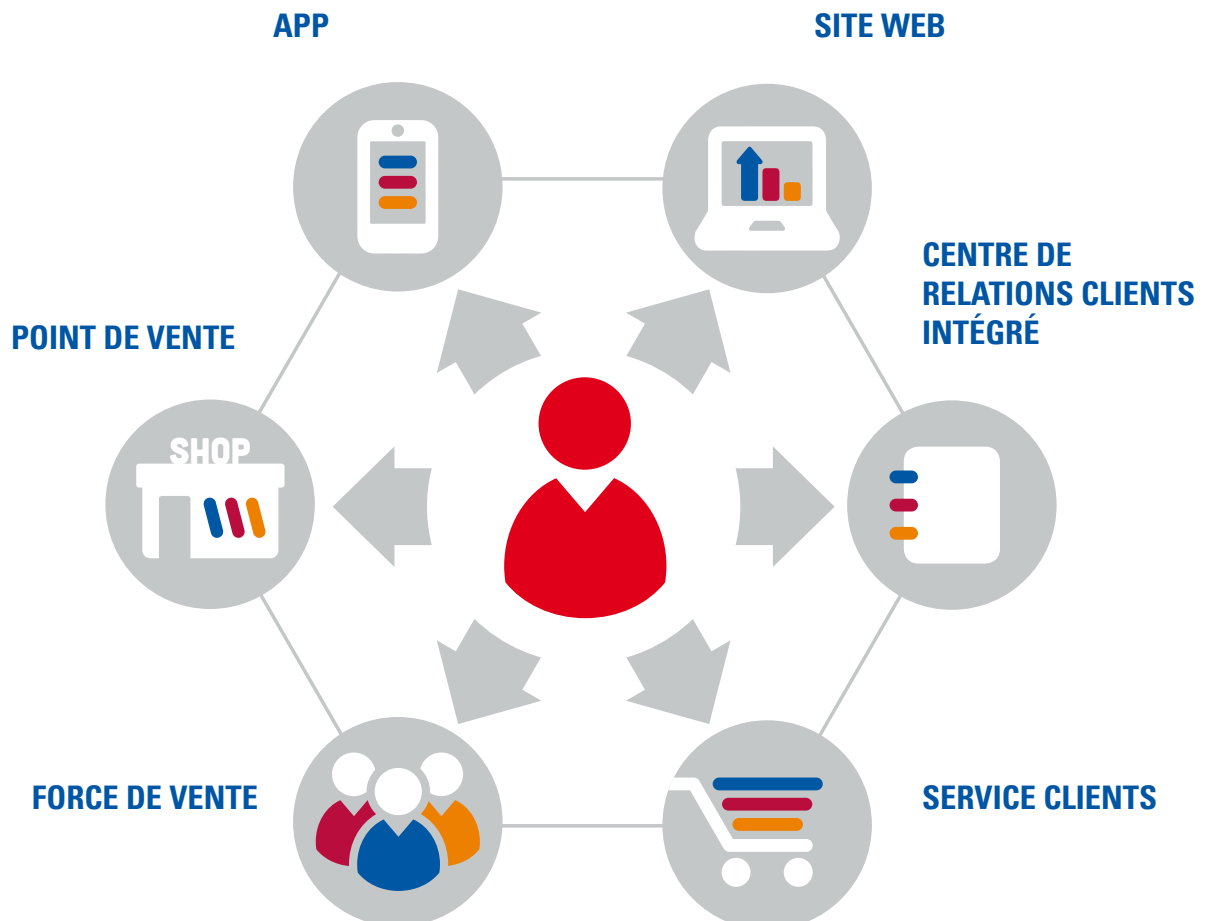 APP
SITE WEB
CENTRE DE
RELATIONS CLIENTS
INTÉGRÉ
POINT DE VENTE
SHOP
FORCE DE VENTE
SERVICE CLIENTS